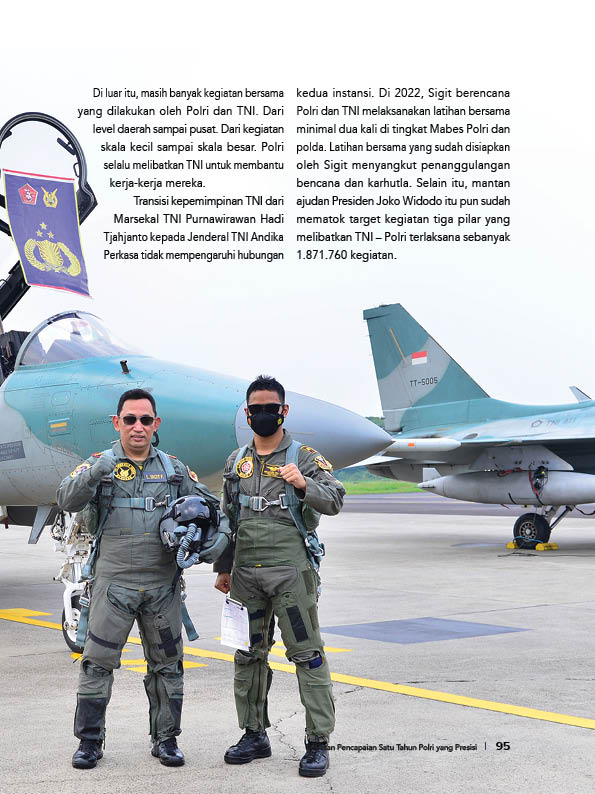 Di luar itu, masih banyak kegiatan bersama
yang dilakukan oleh Polri dan TNI. Dari
level daerah sampai pusat. Dari kegiatan
skala kecil sampai skala besar. Polri
selalu melibatkan TNI untuk membantu
kerja-kerja mereka.
Transisi kepemimpinan TNI dari
Marsekal TNI Purnawirawan Hadi
Tjahjanto kepada Jenderal TNI Andika
Perkasa tidak mempengaruhi hubungan
kedua instansi. Di 2022, Sigit berencana
Polri dan TNI melaksanakan latihan bersama
minimal dua kali di tingkat Mabes Polri dan
polda. Latihan bersama yang sudah disiapkan
oleh Sigit menyangkut penanggulangan
bencana dan karhutla. Selain itu, mantan
ajudan Presiden Joko Widodo itu pun sudah
mematok target kegiatan tiga pilar yang
melibatkan TNI – Polri terlaksana sebanyak
1.871.760 kegiatan.
TT-5005
Pencapaian Satu Tahun Polri yang Presisi | 95